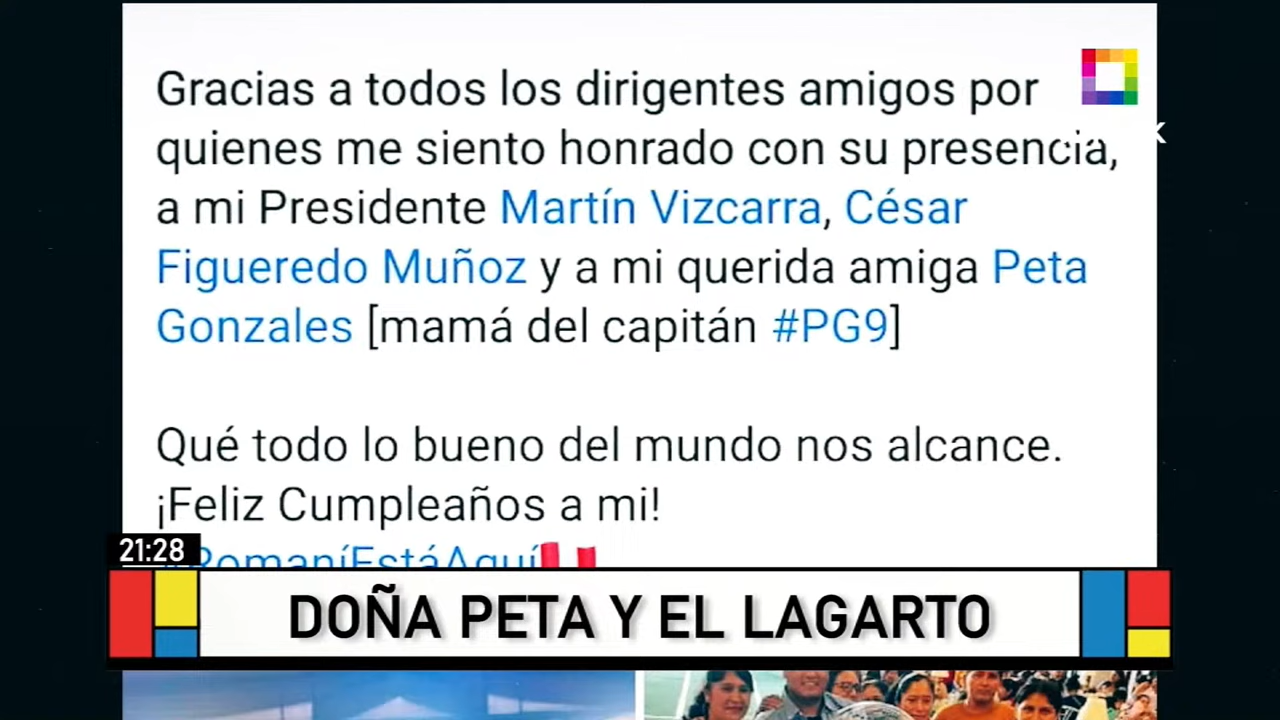 Gracias a todos los dirigentes amigos por
quienes me siento honrado con su presencia,
a mi Presidente Martín Vizcarra, César
Figueredo Muñoz y a mi querida amiga Peta
Gonzales [mamá del capitán #PG9]
Qué todo lo bueno del mundo nos alcance.
¡Feliz Cumpleaños a mi!
#RomaníEstáAquí
21:28
DOÑA PETA Y EL LAGARTO